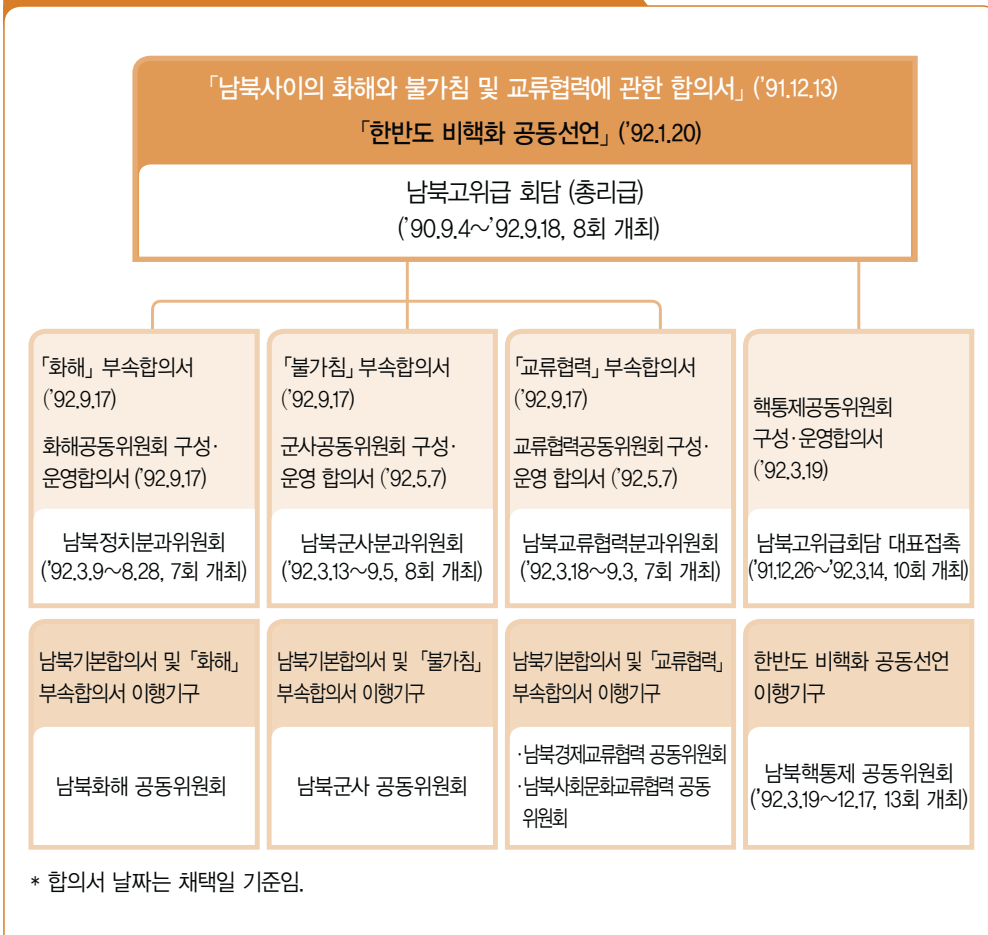 「남북사이의 화해와 불가침 및 교류협력에 관한 합의서」 ('91.12.13)
「한반도 비핵화 공동선언」 ('92.1.20)
남북고위급 회담 (총리급)
('90.9.4~'92.9.18, 8회 개최)
「화해」 부속합의서
('92.9.17)
화해공동위원회 구성·
운영합의서 ('92.9.17)
남북정치분과위원회
('92.3.9~8.28, 7회 개최)
「불가침」 부속합의서
('92.9.17)
군사공동위원회 구성·
운영 합의서 ('92.5.7)
남북군사분과위원회
('92.3.13~9.5, 8회 개최)
「교류협력」 부속합의서
('92.9.17)
교류협력공동위원회 구성·
운영 합의서 ('92.5.7)
남북교류협력분과위원회
('92.3.18~9.3, 7회 개최)
핵통제공동위원회
구성·운영합의서
('92.3.19)
남북고위급회담 대표접촉
('91.12.26~'92.3.14, 10회 개최)
남북기본합의서 및 「화해」
부속합의서 이행기구
남북화해 공동위원회
남북기본합의서 및 「불가침」
부속합의서 이행기구
남북군사 공동위원회
남북기본합의서 및 「교류협력」
부속합의서 이행기구
·남북경제교류협력 공동위원회
·남북사회문화교류협력 공동
위원회
한반도 비핵화 공동선언
이행기구
남북핵통제 공동위원회
('92.3.19~12.17, 13회 개최)
* 합의서 날짜는 채택일 기준임.